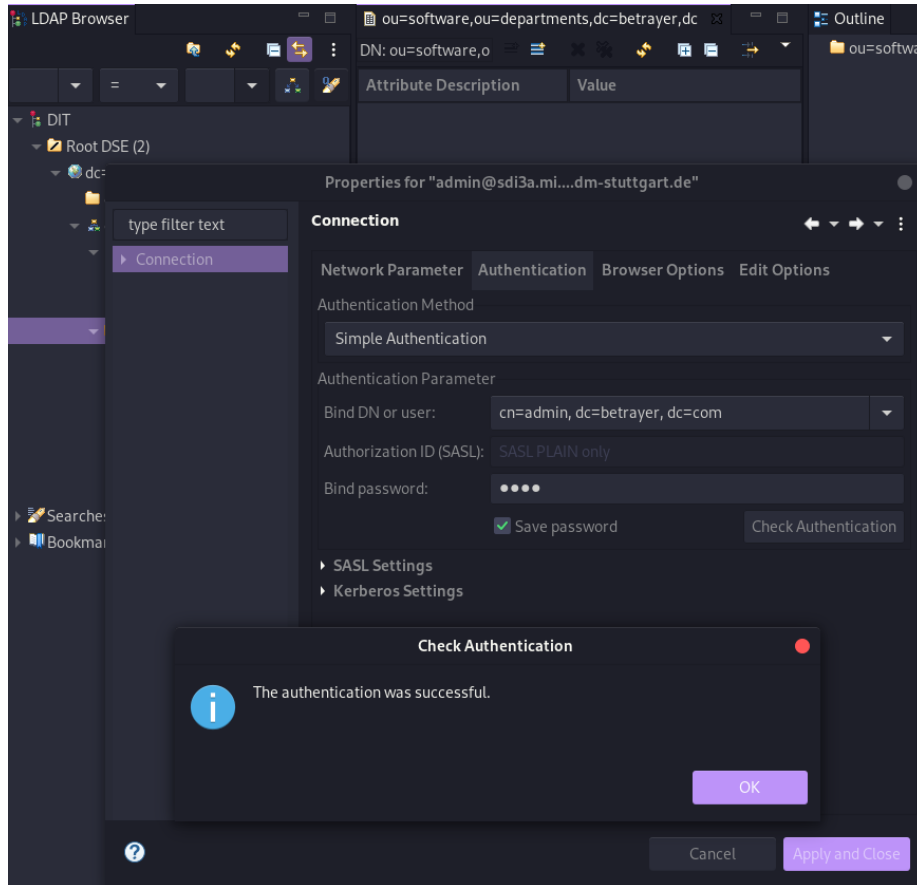 LDAP Browser
ou=software,ou=departments,dc=betrayer,dc
Outline
DN: ou=software,o
ou=softwa
=
Attribute Description
Value
DIT
Root DSE (2)
dc=
Properties for "admin@sdi3a.mi....dm-stuttgart.de"
type filter text
Connection
Connection
Network Parameter
Authentication
Browser Options
Edit Options
Authentication Method
Simple Authentication
Authentication Parameter
Bind DN or user:
cn=admin, dc=betrayer, dc=com
Authorization ID (SASL):
SASL PLAIN only
Bind password:
●●●●
Save password
Check Authentication
Searches
Bookmar
SASL Settings
Kerberos Settings
Check Authentication
The authentication was successful.
OK
Cancel
Apply and Close